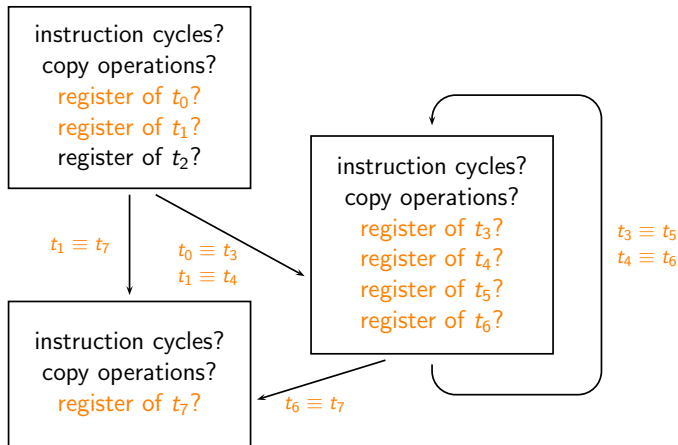 instruction cycles?
copy operations?
register of t₀?
register of t₁?
register of t₂?
instruction cycles?
copy operations?
register of t₃?
register of t₄?
register of t₅?
register of t₆?
t₃ ≡ t₅
t₄ ≡ t₆
t₁ ≡ t₇
t₀ ≡ t₃
t₁ ≡ t₄
instruction cycles?
copy operations?
register of t₇?
t₆ ≡ t₇